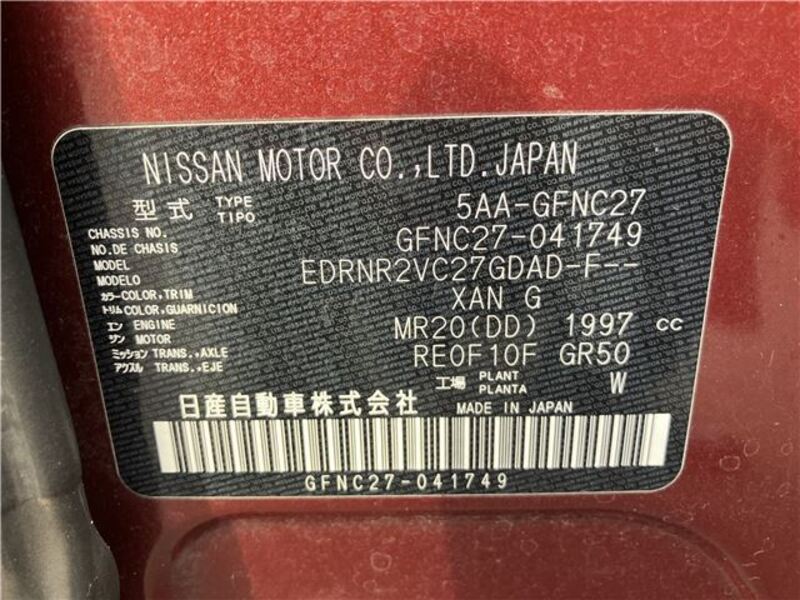 NISSAN MOTOR CO.,LTD.JAPAN
型式 TYPE TIPO 5AA-GFNC27
CHASSIS NO. NO.DE CHASIS GFNC27-041749
MODEL MODELO EDRNR2VC27GDAD-F--
カラー COLOR,TRIM トリム COLOR,GUARNICION XAN G
エン ENGINE ヂン MOTOR MR20(DD) 1997 CC
ミッション TRANS.,AXLE アクスル TRANS.,EJE RE0F10F GR50
工場 PLANT PLANTA W
日産自動車株式会社 MADE IN JAPAN
GFNC27-041749